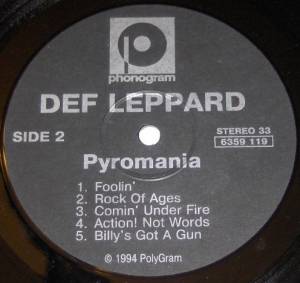 p
phonogram
DEF LEPPARD
SIDE 2
STEREO 33
6359 119
Pyromania
1. Foolin'
2. Rock Of Ages
3. Comin' Under Fire
4. Action! Not Words
5. Billy's Got A Gun
© 1994 PolyGram